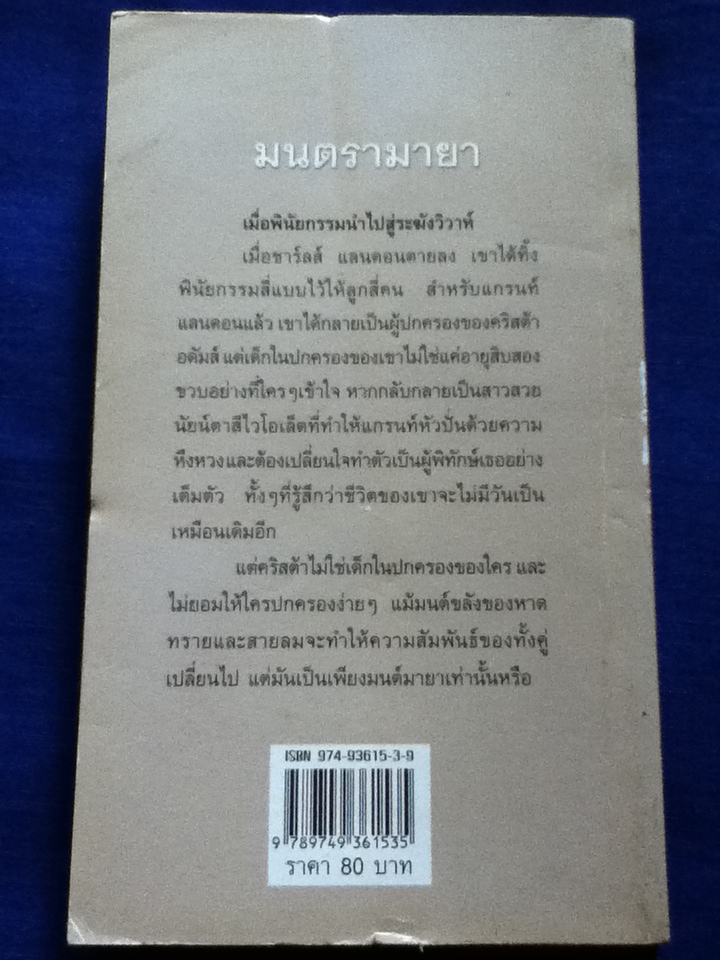 มนตรามายา
เมื่อพินัยกรรมนำไปสู่ระฆังวิวาห์
เมื่อชาร์ลส์ แลนดอนตายลง เขาได้ทิ้ง
พินัยกรรมสี่แบบไว้ให้ลูกสี่คน สำหรับแกรนท์
แลนดอนแล้ว เขาได้กลายเป็นผู้ปกครองของคริสต้า
อดัมส์ แต่เด็กในปกครองของเขาไม่ใช่แค่อายุสิบสอง
ขวบอย่างที่ใครๆเข้าใจ หากกลับกลายเป็นสาวสวย
นัยน์ตาสีไวโอเล็ตที่ทำให้แกรนท์หัวปั่นด้วยความ
หึงหวงและต้องเปลี่ยนใจทำตัวเป็นผู้พิทักษ์เธออย่าง
เต็มตัว ทั้งๆที่รู้สึกว่าชีวิตของเขาจะไม่มีวันเป็น
เหมือนเดิมอีก
แต่คริสต้าไม่ใช่เด็กในปกครองของใคร และ
ไม่ยอมให้ใครปกครองง่ายๆ แม้มนต์ขลังของหาด
ทรายและสายลมจะทำให้ความสัมพันธ์ของทั้งคู่
เปลี่ยนไป แต่มันเป็นเพียงมนต์มายาเท่านั้นหรือ
ISBN 974-93615-3-9
9 789749 361535
ราคา 80 บาท